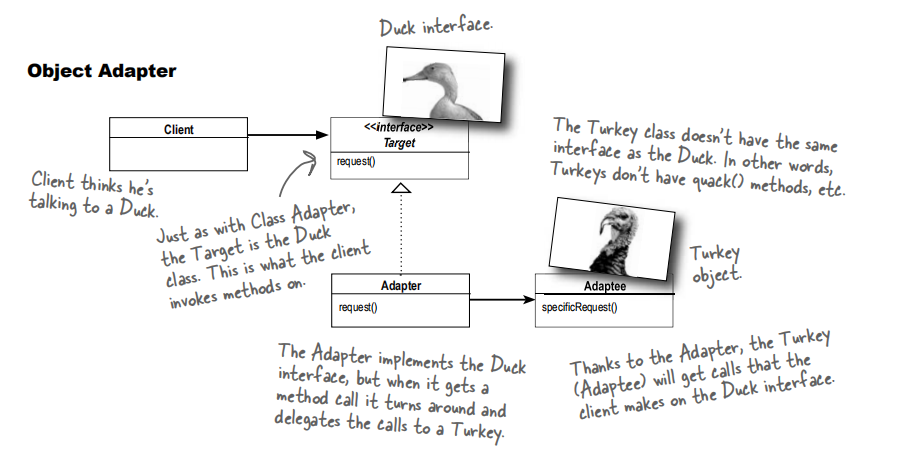 Duck interface.
Object Adapter
Client
<<interface>>
Target
request()
The Turkey class doesn't have the same
interface as the Duck. In other words,
Turkeys don't have quack() methods, etc.
Client thinks he's
talking to a Duck.
Just as with Class Adapter,
the Target is the Duck
class. This is what the client
invokes methods on.
Turkey
object.
Adapter
request()
Adaptee
specificRequest()
The Adapter implements the Duck
interface, but when it gets a
method call it turns around and
delegates the calls to a Turkey.
Thanks to the Adapter, the Turkey
(Adaptee) will get calls that the
client makes on the Duck interface.